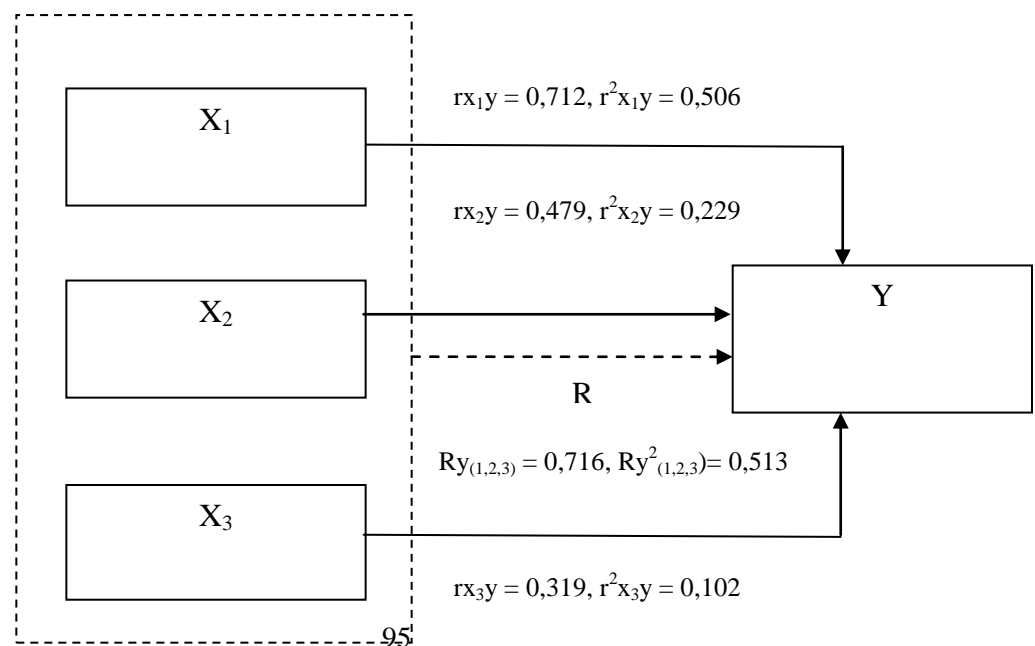 rx₁y = 0,712, r²x₁y = 0,506
X₁
rx₂y = 0,479, r²x₂y = 0,229
X₂
Y
R
Ry₍₁,₂,₃₎ = 0,716, Ry²₍₁,₂,₃)= 0,513
X₃
rx₃y = 0,319, r²x₃y = 0,102
95